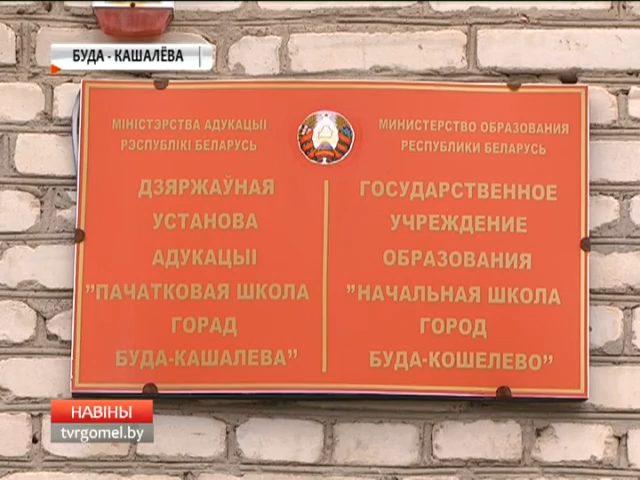 БУДА - КАШАЛЁВА
МІНІСТЭРСТВА АДУКАЦЫІ
РЭСПУБЛІКІ БЕЛАРУСЬ
ДЗЯРЖАЎНАЯ
УСТАНОВА
АДУКАЦЫІ
"ПАЧАТКОВАЯ ШКОЛА
ГОРАД
БУДА-КАШАЛЕВА"
МИНИСТЕРСТВО ОБРАЗОВАНИЯ
РЕСПУБЛИКИ БЕЛАРУСЬ
ГОСУДАРСТВЕННОЕ
УЧРЕЖДЕНИЕ
ОБРАЗОВАНИЯ
"НАЧАЛЬНАЯ ШКОЛА
ГОРОД
БУДА-КОШЕЛЕВО"
НАВІНЫ
tvrgomel.by